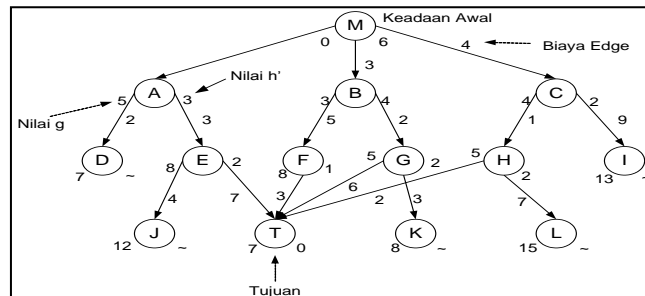 Keadaan Awal
M
0 6
4
Biaya Edge
3
Nilai h'
5 A 3
3 B 4
4 C 2
Nilai g
2
3
5
2
1
9
D
7 ~
8 E 2
F
8 1
5 G 2
5 H 2
I
13 ~
4
7
3
6
3
2
7
J
12 ~
T
7 0
K
8 ~
L
15 ~
Tujuan